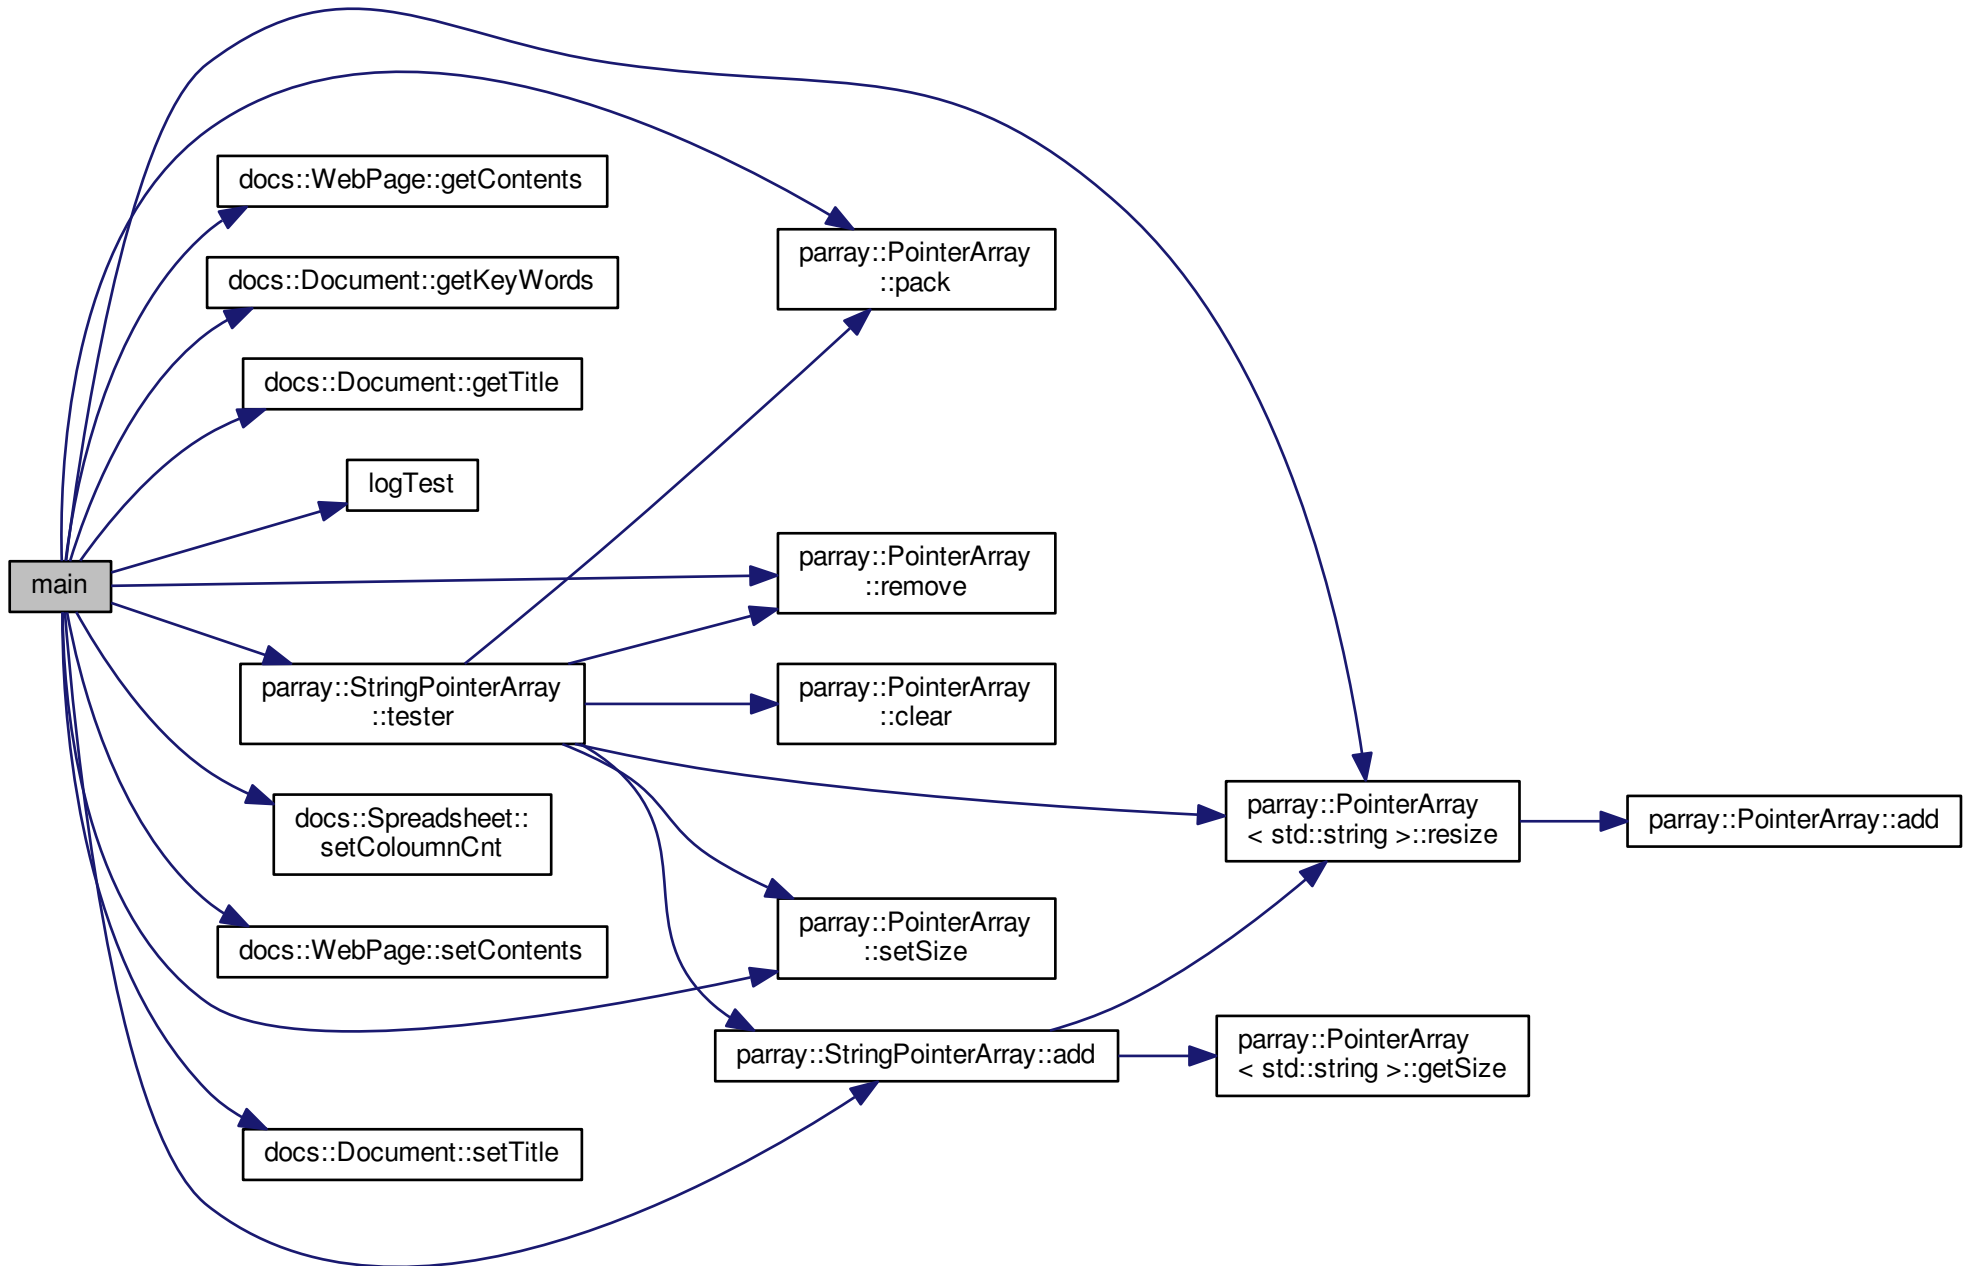 docs::WebPage::getContents
parray::PointerArray
::pack
docs::Document::getKeyWords
docs::Document::getTitle
logTest
main
parray::PointerArray
::remove
parray::StringPointerArray
::tester
parray::PointerArray
::clear
docs::Spreadsheet::
setColoumnCnt
parray::PointerArray
< std::string >::resize
parray::PointerArray::add
docs::WebPage::setContents
parray::PointerArray
::setSize
parray::StringPointerArray::add
parray::PointerArray
< std::string >::getSize
docs::Document::setTitle